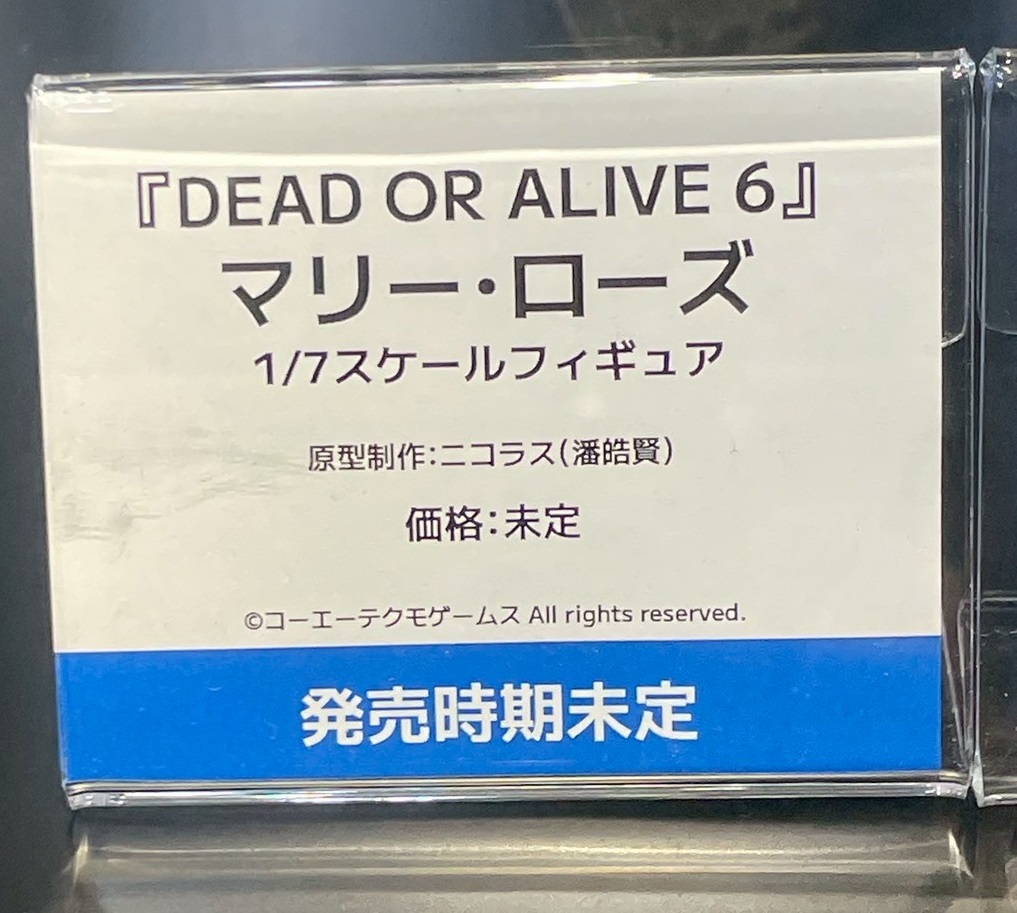 『DEAD OR ALIVE 6』
マリー・ローズ
1/7スケールフィギュア
原型制作:ニコラス(潘皓賢)
価格:未定
©コーエーテクモゲームス All rights reserved.
発売時期未定